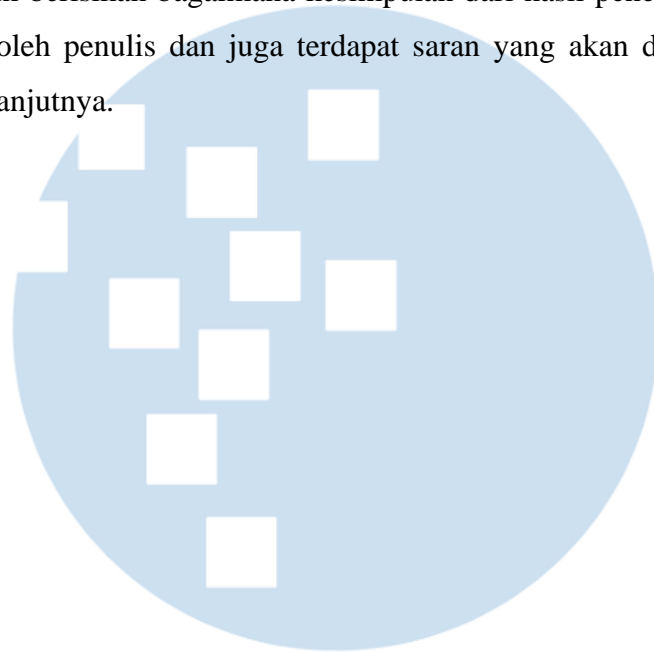 berisikan bagaimana kesimpulan dari hasil
oleh penulis dan juga terdapat saran yang akan d
anjutnya.